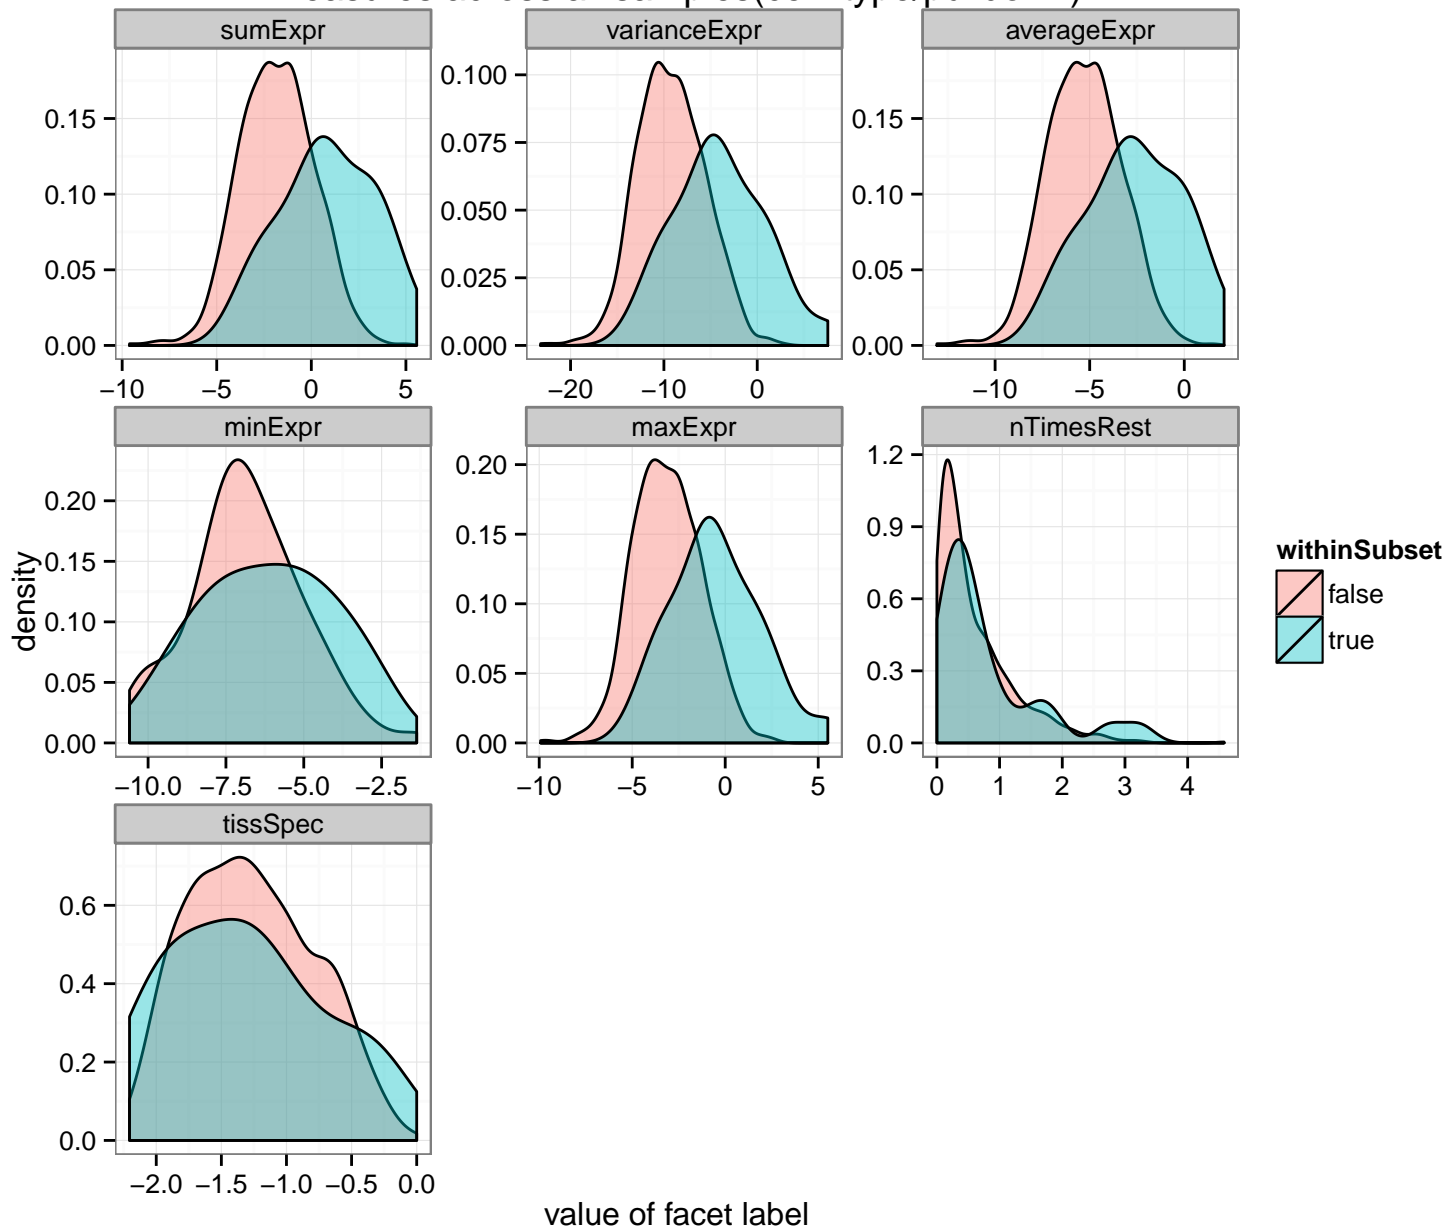 sumExpr
varianceExpr
averageExpr
0.15
0.10
0.05
0.00
−10 −5 0 5
0.100
0.075
0.050
0.025
0.000
−20 −10 0
0.15
0.10
0.05
0.00
−10 −5 0
minExpr
maxExpr
nTimesRest
0.20
0.15
0.10
0.05
0.00
−10.0 −7.5 −5.0 −2.5
0.20
0.15
0.10
0.05
0.00
−10 −5 0 5
1.2
0.9
0.6
0.3
0.0
0 1 2 3 4
tissSpec
0.6
0.4
0.2
0.0
−2.0 −1.5 −1.0 −0.5 0.0
density
value of facet label
withinSubset
false
true